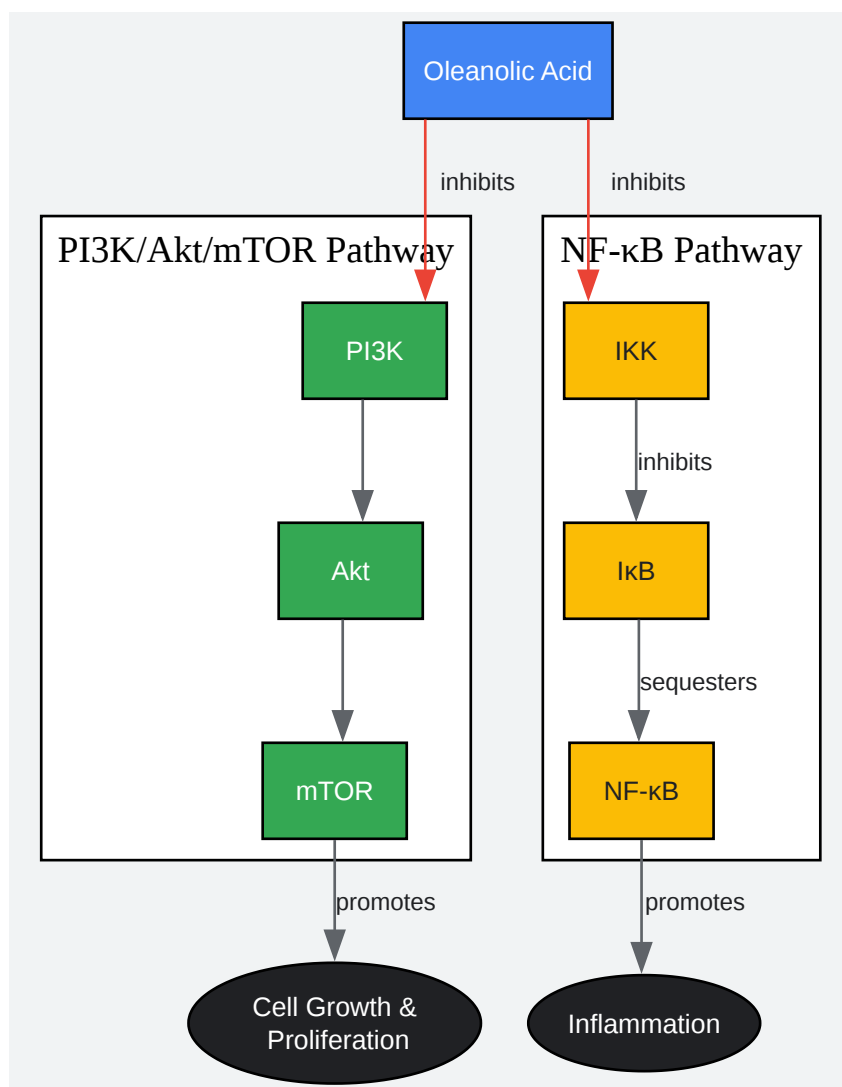 Oleanolic Acid
inhibits
inhibits
PI3K/Akt/mTOR Pathway
NF-κB Pathway
PI3K
IKK
inhibits
Akt
IκB
sequesters
mTOR
NF-κB
promotes
promotes
Cell Growth &
Proliferation
Inflammation